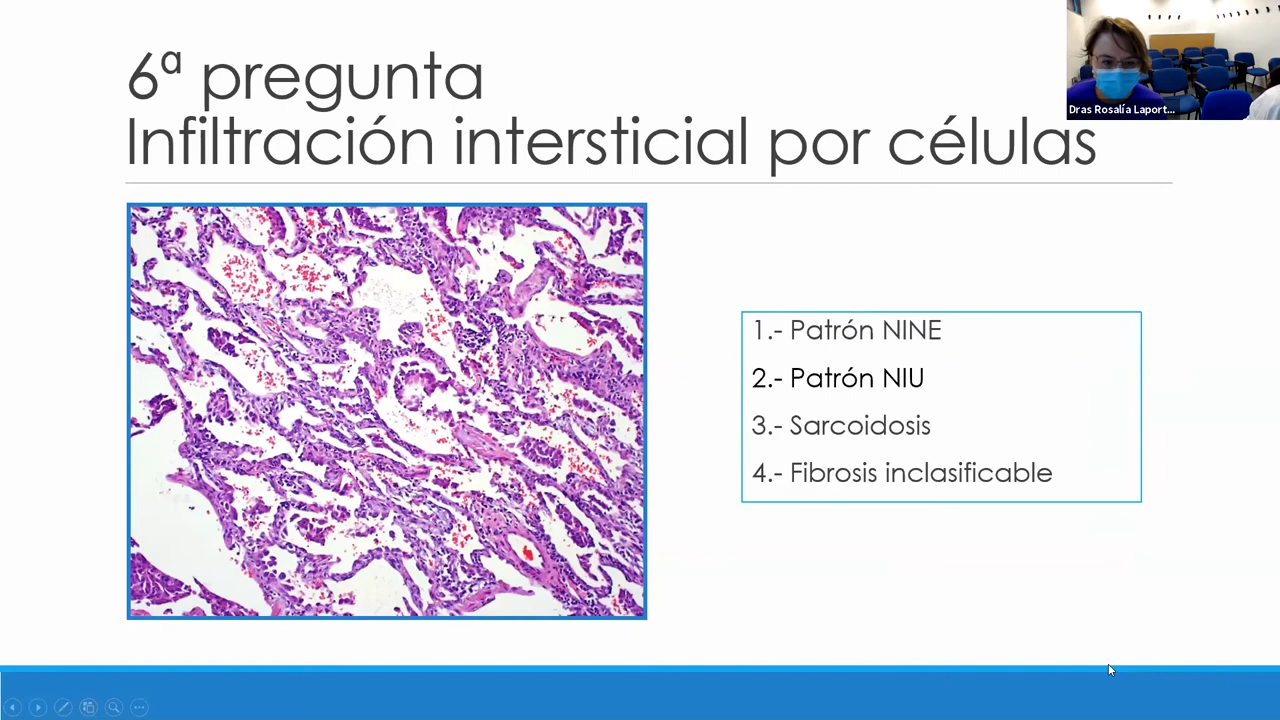 6ª pregunta
Infiltración intersticial por células
Dras Rosalía Laport...
1.- Patrón NINE
2.- Patrón NIU
3.- Sarcoidosis
4.- Fibrosis inclasificable